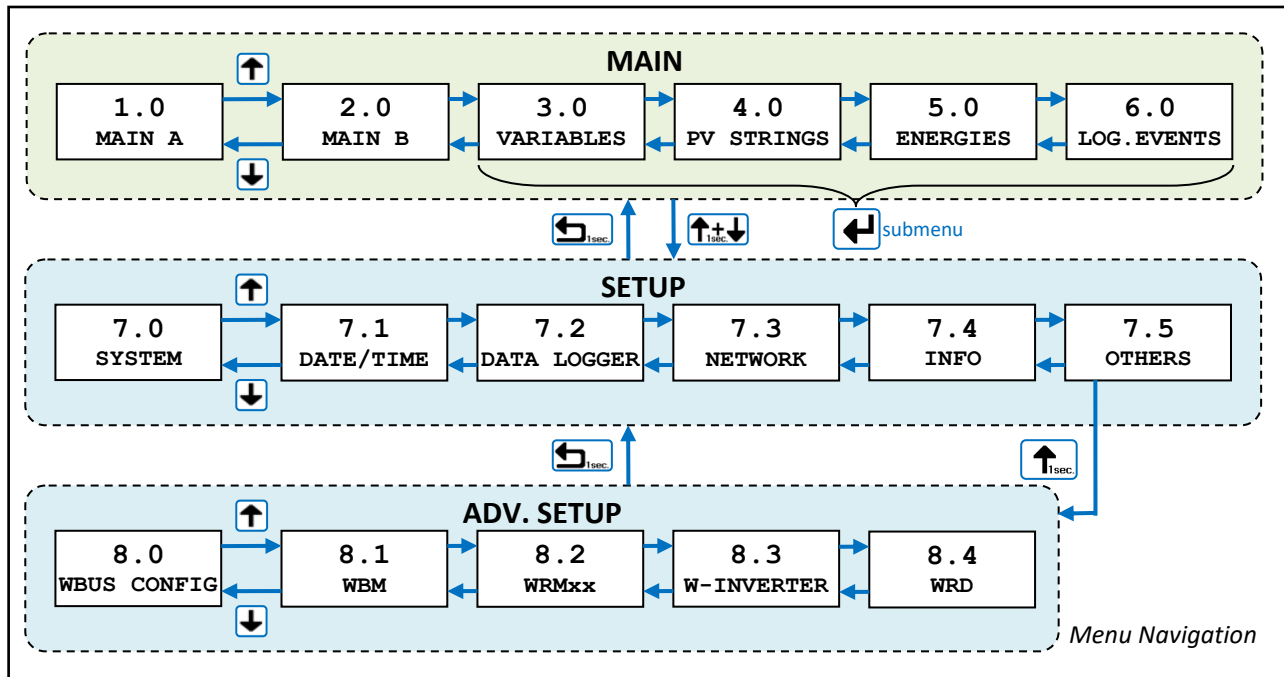 MAIN
1.0
MAIN A
2.0
MAIN B
3.0
VARIABLES
4.0
PV STRINGS
5.0
ENERGIES
6.0
LOG.EVENTS
1sec.
1sec.
+
submenu
SETUP
7.0
SYSTEM
7.1
DATE/TIME
7.2
DATA LOGGER
7.3
NETWORK
7.4
INFO
7.5
OTHERS
1sec.
1sec.
ADV. SETUP
8.0
WBUS CONFIG
8.1
WBM
8.2
WRMxx
8.3
W-INVERTER
8.4
WRD
Menu Navigation